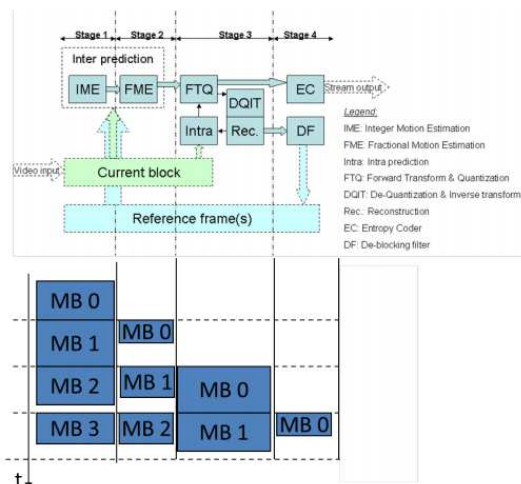 Stage 1
Stage 2
Stage 3
Stage 4
Inter prediction
IME
FME
FTQ
EC
Stream output
DQIT
Intra
Rec.
DF
Video input
Current block
Reference frame(s)
Legend:
IME: Integer Motion Estimation
FME: Fractional Motion Estimation
Intra: Intra prediction
FTQ: Forward Transform & Quantization
DQIT: De-Quantization & Inverse transform
Rec.: Reconstruction
EC: Entropy Coder
DF: De-blocking filter
MB 0
MB 1
MB 0
MB 2
MB 1
MB 0
MB 3
MB 2
MB 1
MB 0
t